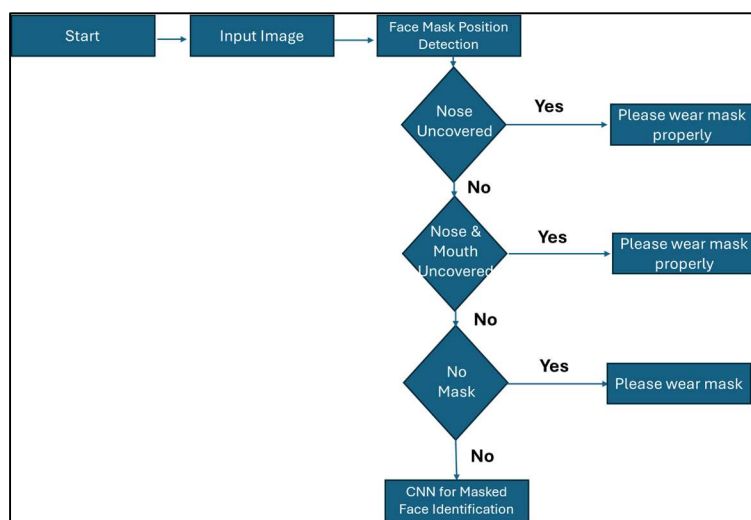 Start
Input Image
Face Mask Position
Detection
Nose
Uncovered
Yes
Please wear mask
properly
No
Nose &
Mouth
Uncovered
Yes
Please wear mask
properly
No
No
Mask
Yes
Please wear mask
No
CNN for Masked
Face Identification